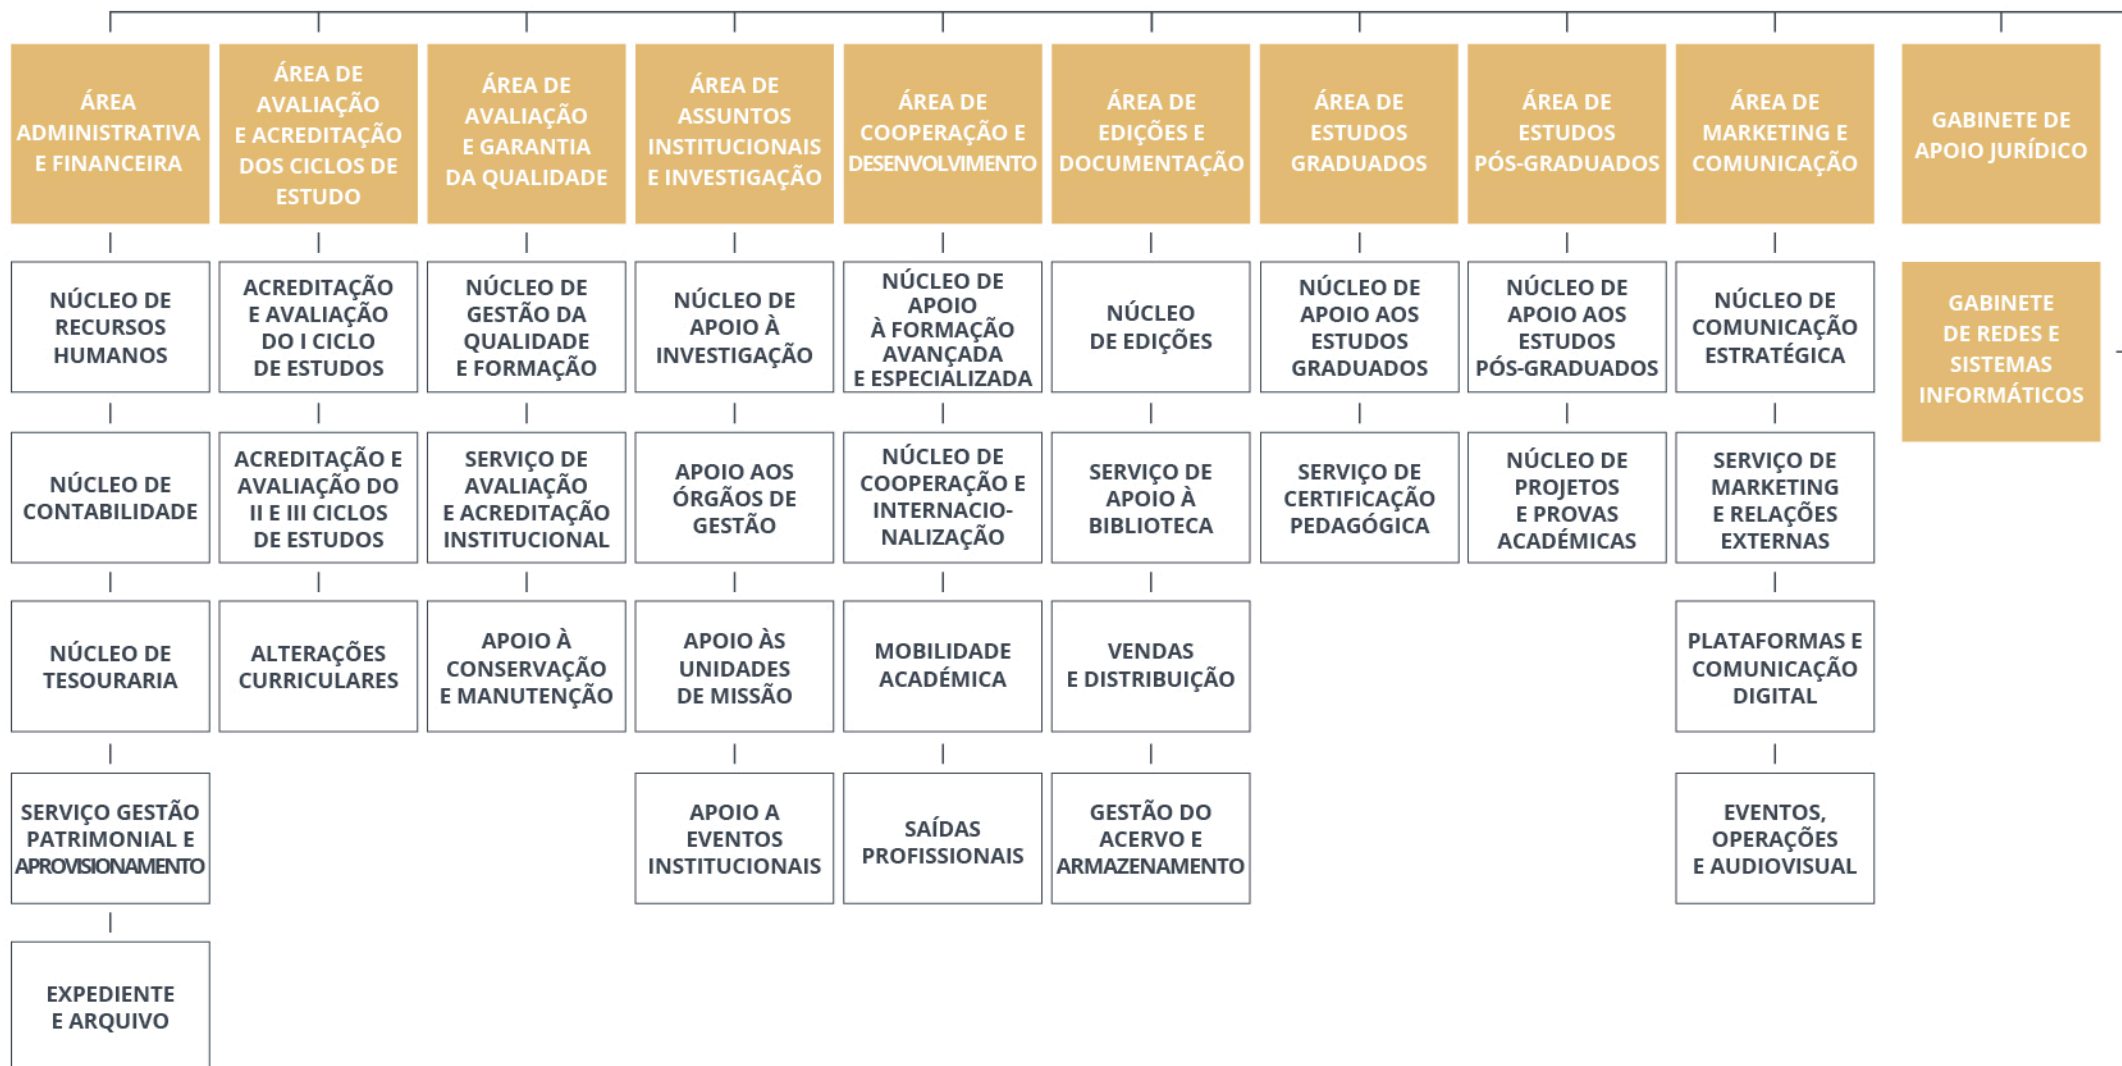 ÁREA
ADMINISTRATIVA
E FINANCEIRA
ÁREA DE
AVALIAÇÃO
E ACREDITAÇÃO
DOS CICLOS DE
ESTUDO
ÁREA DE
AVALIAÇÃO
E GARANTIA
DA QUALIDADE
ÁREA DE
ASSUNTOS
INSTITUCIONAIS
E INVESTIGAÇÃO
ÁREA DE
COOPERAÇÃO E
DESENVOLVIMENTO
ÁREA DE
EDIÇÕES E
DOCUMENTAÇÃO
ÁREA DE
ESTUDOS
GRADUADOS
ÁREA DE
ESTUDOS
PÓS-GRADUADOS
ÁREA DE
MARKETING E
COMUNICAÇÃO
GABINETE DE
APOIO JURÍDICO
NÚCLEO DE
RECURSOS
HUMANOS
ACREDITAÇÃO
E AVALIAÇÃO
DO I CICLO
DE ESTUDOS
NÚCLEO DE
GESTÃO DA
QUALIDADE
E FORMAÇÃO
NÚCLEO DE
APOIO À
INVESTIGAÇÃO
NÚCLEO DE
APOIO
À FORMAÇÃO
AVANÇADA
E ESPECIALIZADA
NÚCLEO
DE EDIÇÕES
NÚCLEO DE
APOIO AOS
ESTUDOS
GRADUADOS
NÚCLEO DE
APOIO AOS
ESTUDOS
PÓS-GRADUADOS
NÚCLEO DE
COMUNICAÇÃO
ESTRATÉGICA
GABINETE
DE REDES E
SISTEMAS
INFORMÁTICOS
NÚCLEO DE
CONTABILIDADE
ACREDITAÇÃO E
AVALIAÇÃO DO
II E III CICLOS
DE ESTUDOS
SERVIÇO DE
AVALIAÇÃO
E ACREDITAÇÃO
INSTITUCIONAL
APOIO AOS
ÓRGÃOS DE
GESTÃO
NÚCLEO DE
COOPERAÇÃO E
INTERNACIO-
NALIZAÇÃO
SERVIÇO DE
APOIO À
BIBLIOTECA
SERVIÇO DE
CERTIFICAÇÃO
PEDAGÓGICA
NÚCLEO DE
PROJETOS
E PROVAS
ACADÉMICAS
SERVIÇO DE
MARKETING
E RELAÇÕES
EXTERNAS
NÚCLEO DE
TESOURARIA
ALTERAÇÕES
CURRICULARES
APOIO À
CONSERVAÇÃO
E MANUTENÇÃO
APOIO ÀS
UNIDADES
DE MISSÃO
MOBILIDADE
ACADÉMICA
VENDAS
E DISTRIBUIÇÃO
PLATAFORMAS E
COMUNICAÇÃO
DIGITAL
SERVIÇO GESTÃO
PATRIMONIAL E
APROVISIONAMENTO
APOIO A
EVENTOS
INSTITUCIONAIS
SAÍDAS
PROFISSIONAIS
GESTÃO DO
ACERVO E
ARMAZENAMENTO
EVENTOS,
OPERAÇÕES
E AUDIOVISUAL
EXPEDIENTE
E ARQUIVO